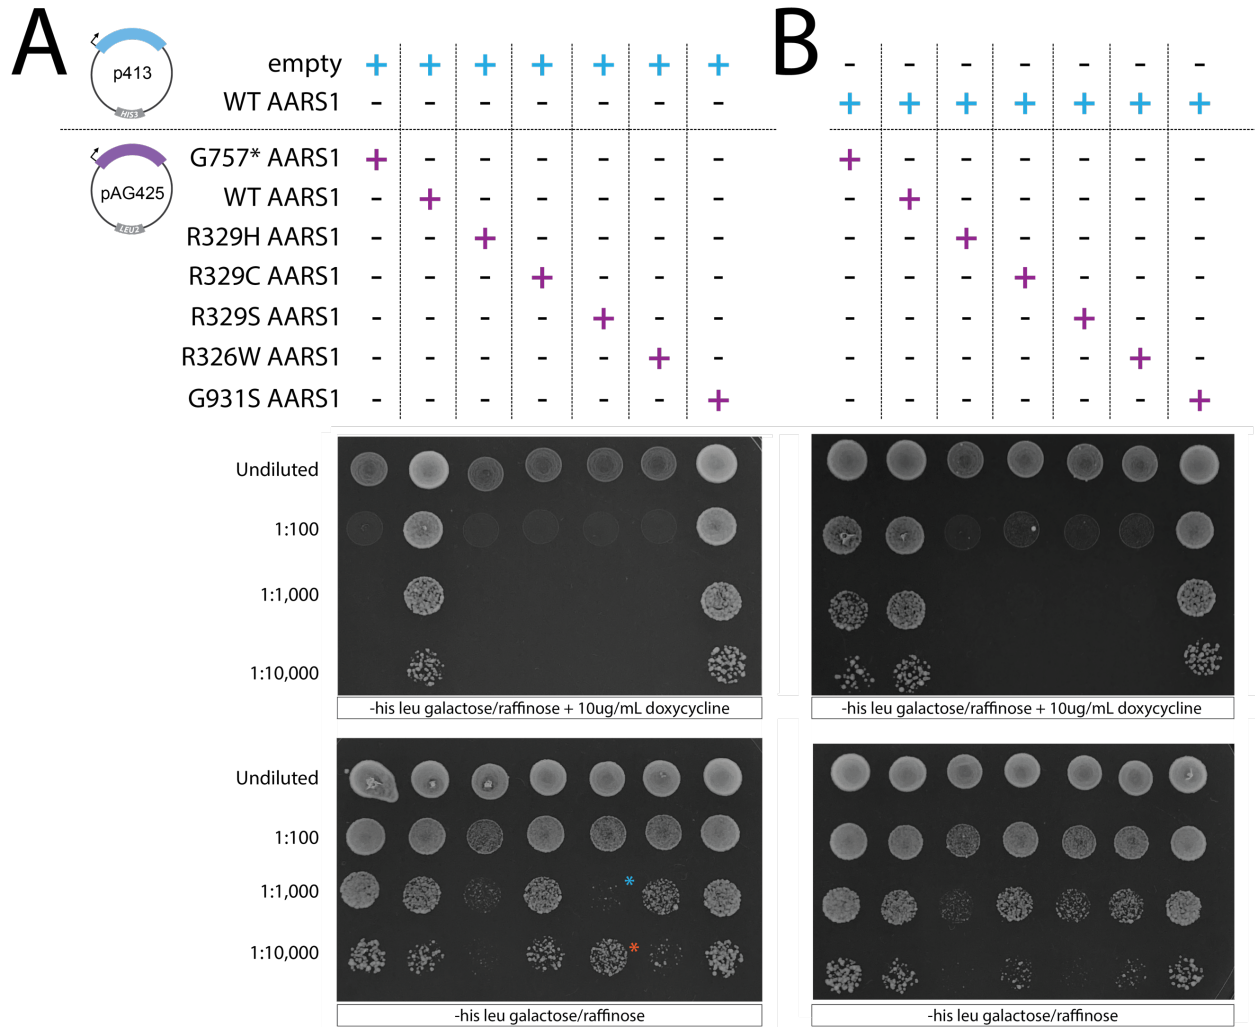 A
B
p413
HIS3
empty + + + + + + + - - - - - - -
WT AARS1 - - - - - - - + + + + + + +
pAG425
LEU2
G757* AARS1 + - - - - - - + - - - - - -
WT AARS1 - + - - - - - - + - - - - -
R329H AARS1 - - + - - - - - - + - - - -
R329C AARS1 - - - + - - - - - - + - - -
R329S AARS1 - - - - + - - - - - - + - -
R326W AARS1 - - - - - + - - - - - - + -
G931S AARS1 - - - - - - + - - - - - - +
Undiluted
1:100
1:1,000
1:10,000
-his leu galactose/raffinose + 10ug/mL doxycycline
-his leu galactose/raffinose + 10ug/mL doxycycline
Undiluted
1:100
1:1,000 *
1:10,000 *
-his leu galactose/raffinose
-his leu galactose/raffinose